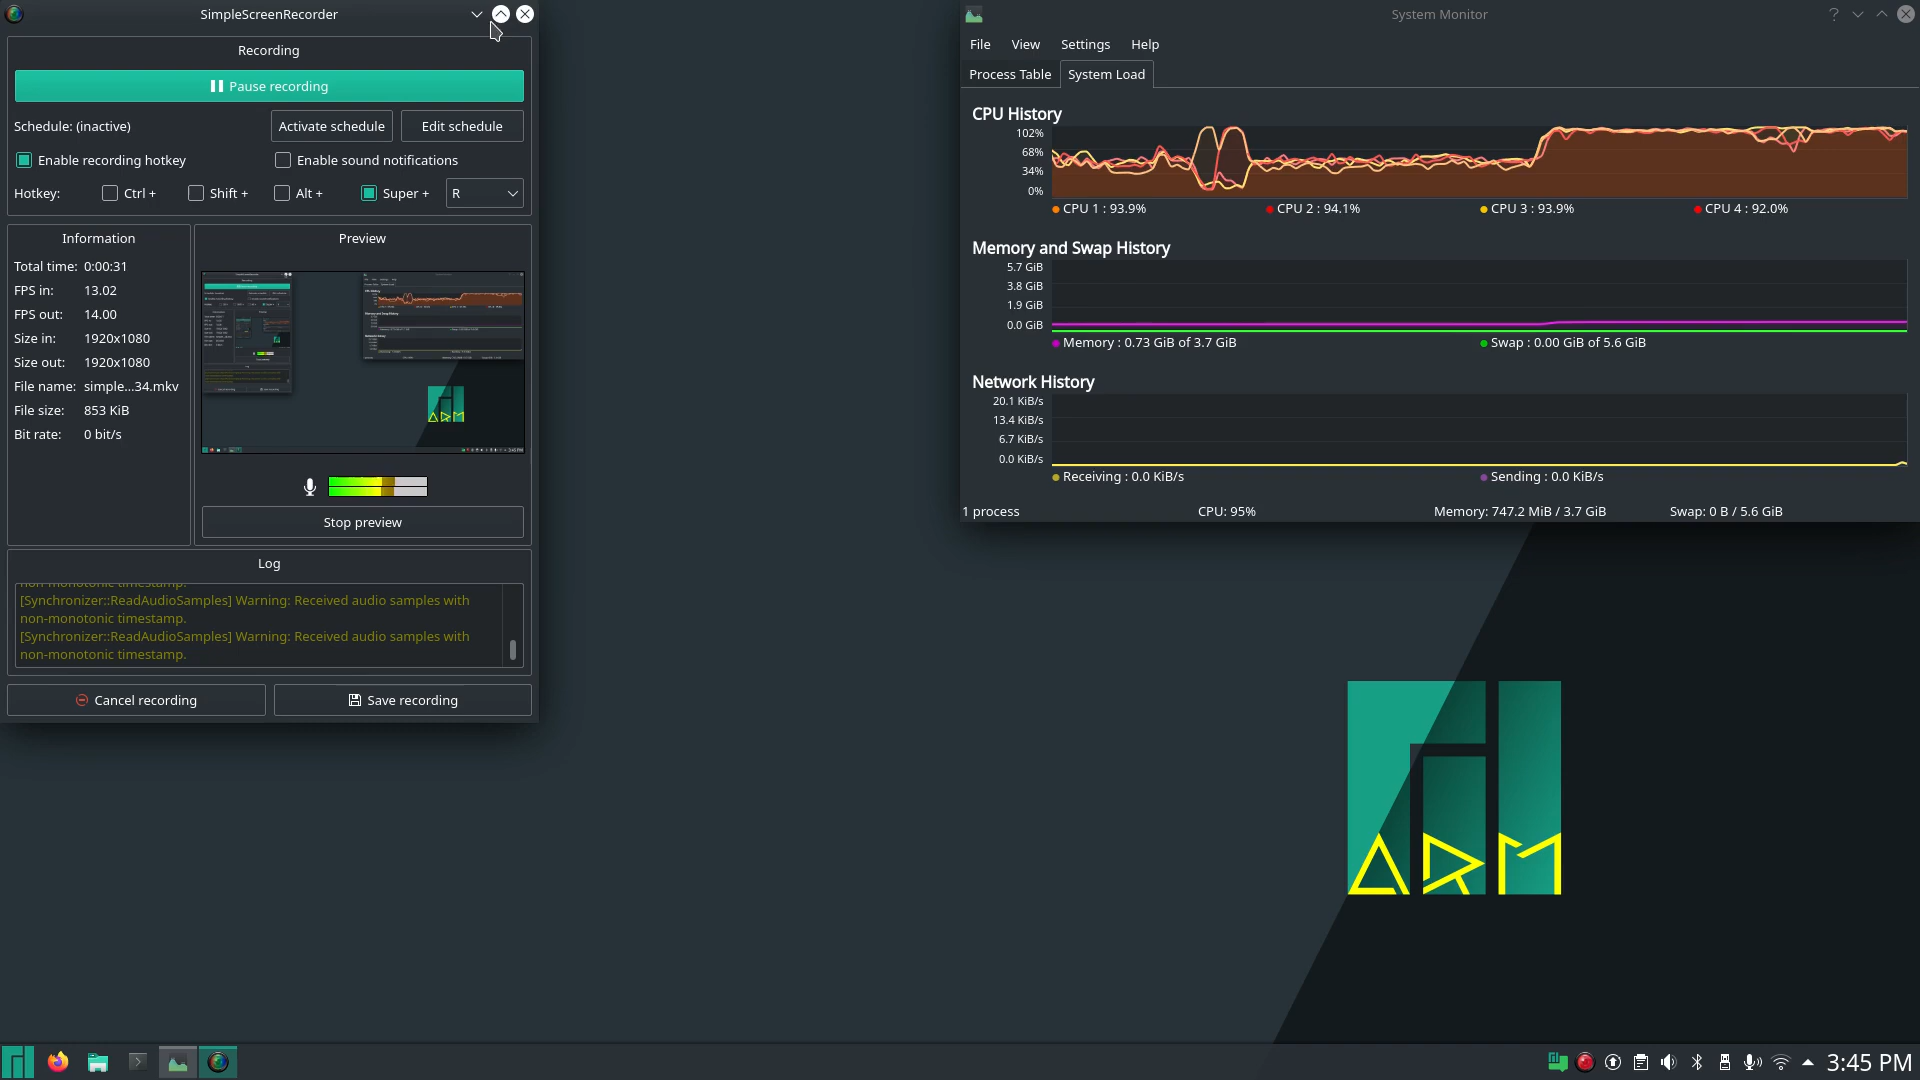 SimpleScreenRecorder
Recording
Pause recording
Schedule: (inactive)
Activate schedule
Edit schedule
Enable recording hotkey
Enable sound notifications
Hotkey:
Ctrl +
Shift +
Alt +
Super +
R
Information
Total time: 0:00:31
FPS in: 13.02
FPS out: 14.00
Size in: 1920x1080
Size out: 1920x1080
File name: simple...34.mkv
File size: 853 KiB
Bit rate: 0 bit/s
Preview
Stop preview
Log
non-monotonic timestamp.
[Synchronizer::ReadAudioSamples] Warning: Received audio samples with
non-monotonic timestamp.
[Synchronizer::ReadAudioSamples] Warning: Received audio samples with
non-monotonic timestamp.
Cancel recording
Save recording
System Monitor
File View Settings Help
Process Table
System Load
CPU History
102%
68%
34%
0%
CPU 1 : 93.9%
CPU 2 : 94.1%
CPU 3 : 93.9%
CPU 4 : 92.0%
Memory and Swap History
5.7 GiB
3.8 GiB
1.9 GiB
0.0 GiB
Memory : 0.73 GiB of 3.7 GiB
Swap : 0.00 GiB of 5.6 GiB
Network History
20.1 KiB/s
13.4 KiB/s
6.7 KiB/s
0.0 KiB/s
Receiving : 0.0 KiB/s
Sending : 0.0 KiB/s
1 process
CPU: 95%
Memory: 747.2 MiB / 3.7 GiB
Swap: 0 B / 5.6 GiB
ARM
3:45 PM